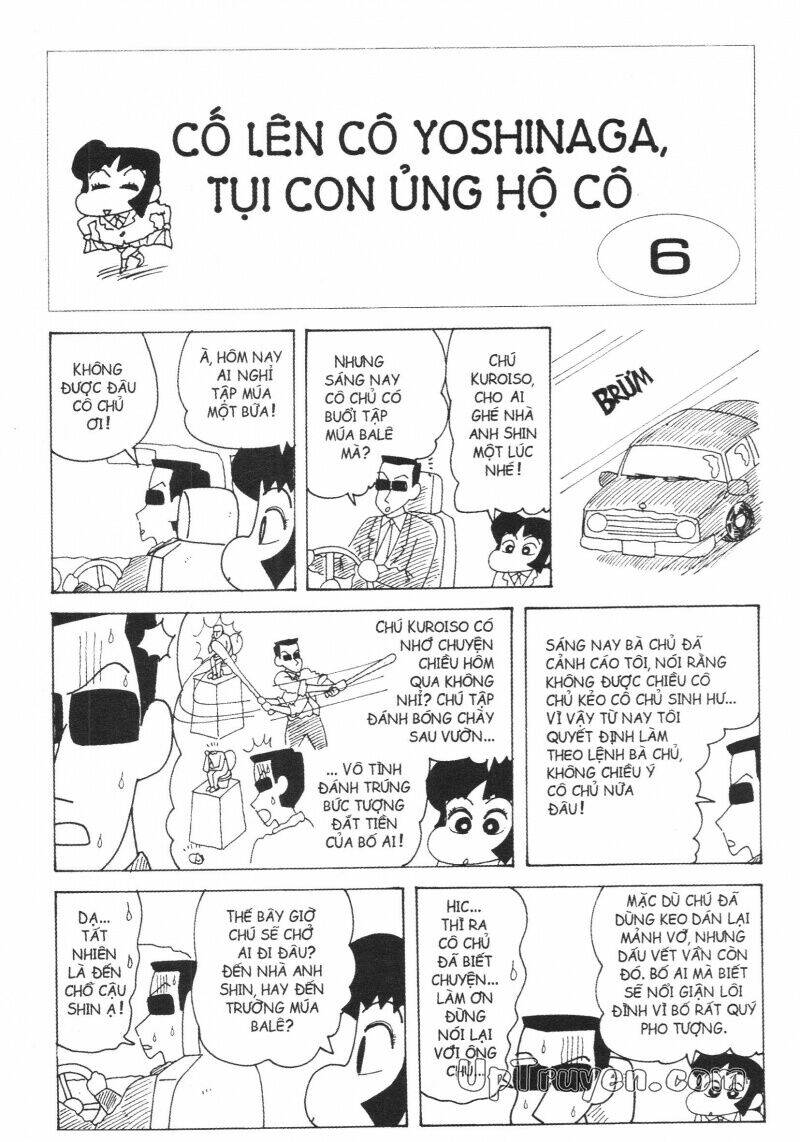 CỐ LÊN CÔ YOSHINAGA,
TỤI CON ỦNG HỘ CÔ
6
BRỪM
CHÚ
KUROISO,
CHO AI
GHÉ NHÀ
ANH SHIN
MỘT LÚC
NHÉ!
NHƯNG
SÁNG NAY
CÔ CHỦ CÓ
BUỔI TẬP
MÚA BALÊ
MÀ?
À, HÔM NAY
AI NGHỈ
TẬP MÚA
MỘT BỮA!
KHÔNG
ĐƯỢC ĐÂU
CÔ CHỦ
ƠI!
SÁNG NAY BÀ CHỦ ĐÃ
CẢNH CÁO TÔI, NÓI RẰNG
KHÔNG ĐƯỢC CHIỀU CÔ
CHỦ KẺO CÔ CHỦ SINH HƯ...
VÌ VẬY TỪ NAY TÔI
QUYẾT ĐỊNH LÀM
THEO LỆNH BÀ CHỦ,
KHÔNG CHIỀU Ý
CÔ CHỦ NỮA
ĐÂU!
CHÚ KUROISO CÓ
NHỚ CHUYỆN
CHIỀU HÔM
QUA KHÔNG
NHỈ? CHÚ TẬP
ĐÁNH BÓNG CHÀY
SAU VƯỜN...
... VÔ TÌNH
ĐÁNH TRÚNG
BỨC TƯỢNG
ĐẮT TIỀN
CỦA BỐ AI!
MẶC DÙ CHÚ ĐÃ
DÙNG KEO DÁN LẠI
MẢNH VỠ, NHƯNG
DẤU VẾT VẪN CÒN
ĐÓ. BỐ AI MÀ BIẾT
SẼ NỔI GIẬN LÔI
ĐÌNH VÌ BỐ RẤT QUÝ
PHO TƯỢNG.
HIC...
THÌ RA
CÔ CHỦ
ĐÃ BIẾT
CHUYỆN...
LÀM ƠN
ĐỪNG
NÓI LẠI
VỚI ÔNG
CHỦ...
THẾ BÂY GIỜ
CHÚ SẼ CHỞ
AI ĐI ĐÂU?
ĐẾN NHÀ ANH
SHIN, HAY ĐẾN
TRƯỜNG MÚA
BALÊ?
DẠ...
TẤT
NHIÊN
LÀ ĐẾN
CHỖ CẬU
SHIN Ạ!
UpTruyen.com